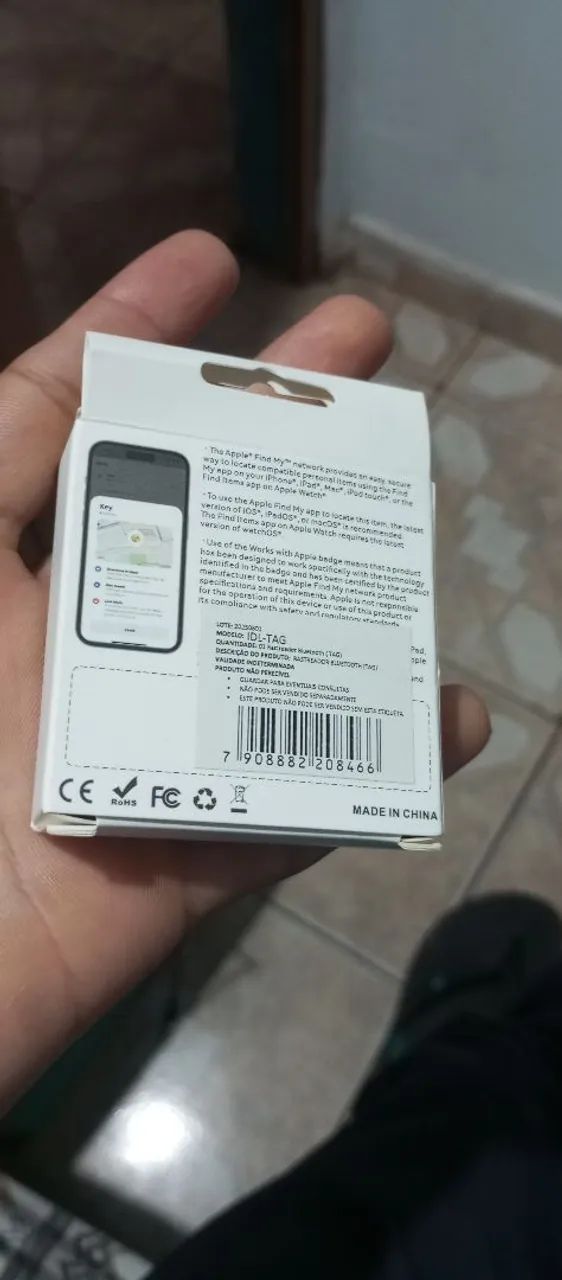 * The Apple® Find My™ network provides an easy, secure
way to locate compatible personal items using the Find
My app on your iPhone®, iPad®, Mac®, iPod touch®, or the
Find Items app on Apple Watch®
* To use the Apple Find My app to locate this item, the latest
version of iOS®, iPadOS®, or macOS® is recommended.
The Find Items app on Apple Watch requires the latest
version of watchOS®
* Use of the Works with Apple badge means that a product
has been designed to work specifically with the technology
identified in the badge and has been certified by the product
manufacturer to meet Apple Find My network product
specifications and requirements. Apple is not responsible
for the operation of this device or use of this product or
its compliance with safety and regulatory standards
Key
LOTE: 20250801
MODELO: IDL-TAG
QUANTIDADE: 01 Rastreador Bluetooth (TAG)
DESCRIÇÃO DO PRODUTO: RASTREADOR BLUETOOTH (TAG)
VALIDADE INDETERMINADA
PRODUTO NÃO PERECÍVEL
• GUARDAR PARA EVENTUAIS CONSULTAS
• NÃO PODE SER VENDIDO SEPARADAMENTE
• ESTE PRODUTO NÃO PODE SER VENDIDO SEM ESTA ETIQUETA
7 908882 208466
CE RoHS FC
MADE IN CHINA